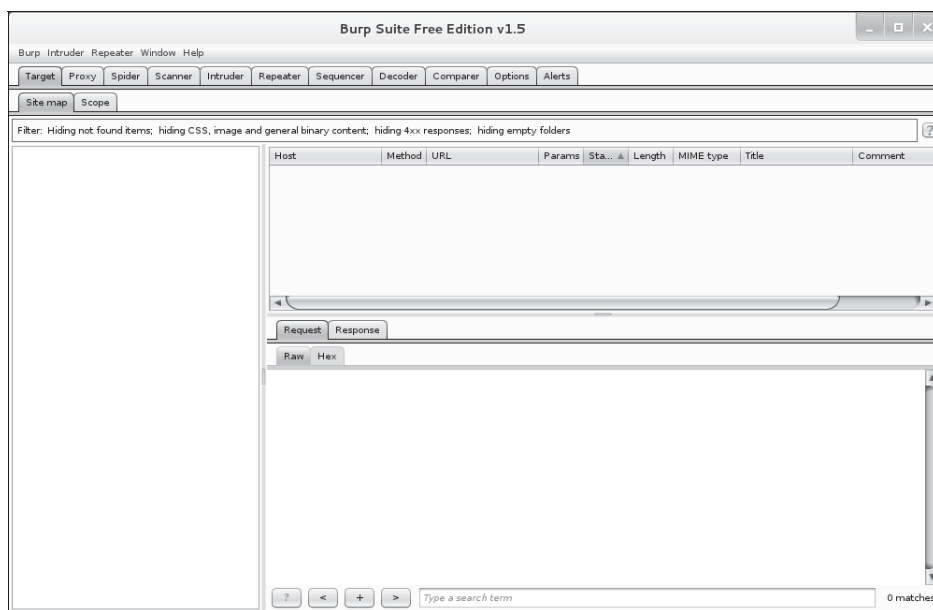 Burp Suite Free Edition v1.5
Burp Intruder Repeater Window Help
Target Proxy Spider Scanner Intruder Repeater Sequencer Decoder Comparer Options Alerts
Site map Scope
Filter: Hiding not found items; hiding CSS, image and general binary content; hiding 4xx responses; hiding empty folders
?
Host Method URL Params Sta... ▲ Length MIME type Title Comment
Request Response
Raw Hex
? < + > Type a search term 0 matches